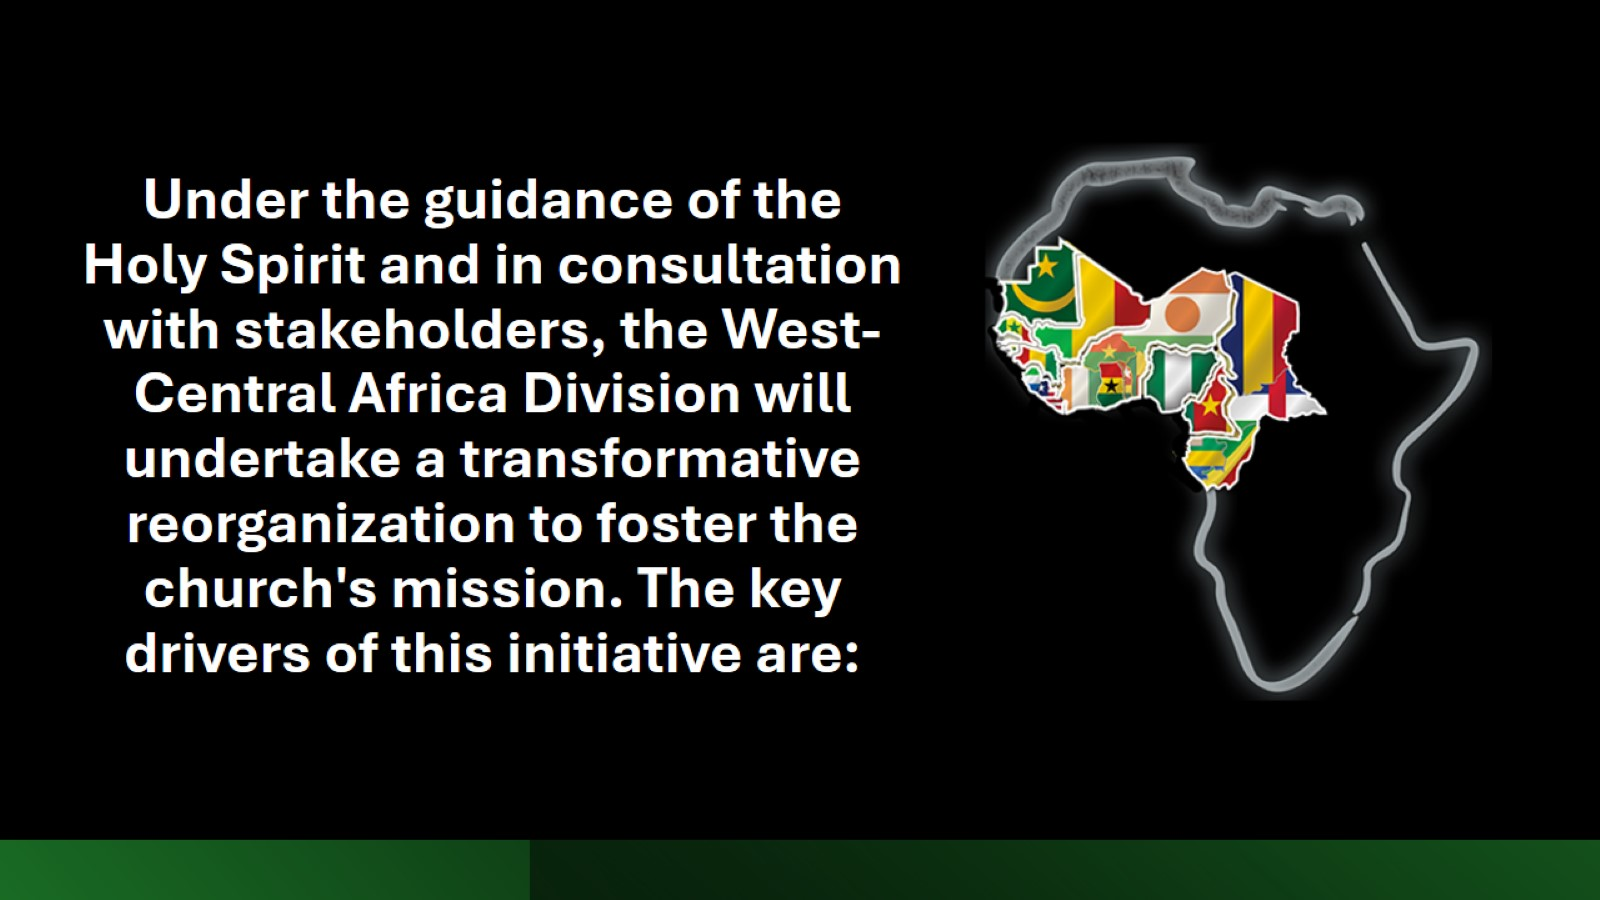 Under the guidance of the
Holy Spirit and in consultation
with stakeholders, the West-
Central Africa Division will
undertake a transformative
reorganization to foster the
church's mission. The key
drivers of this initiative are: